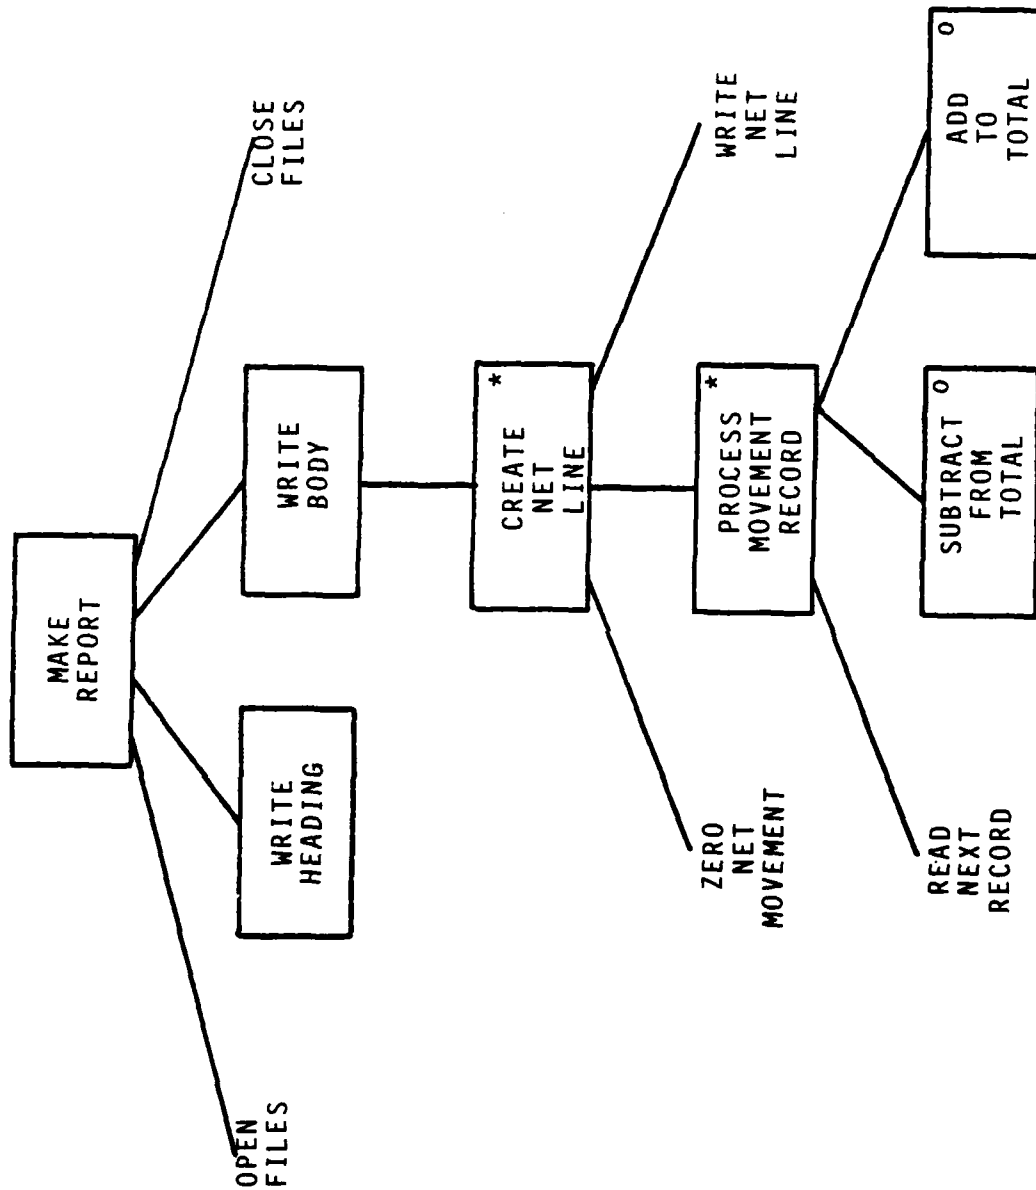 MAKE
REPORT
OPEN
FILES
WRITE
HEADING
WRITE
BODY
CLOSE
FILES
CREATE
NET
LINE
*
ZERO
NET
MOVEMENT
PROCESS
MOVEMENT
RECORD
*
WRITE
NET
LINE
READ
NEXT
RECORD
SUBTRACT
FROM
TOTAL
o
ADD
TO
TOTAL
o